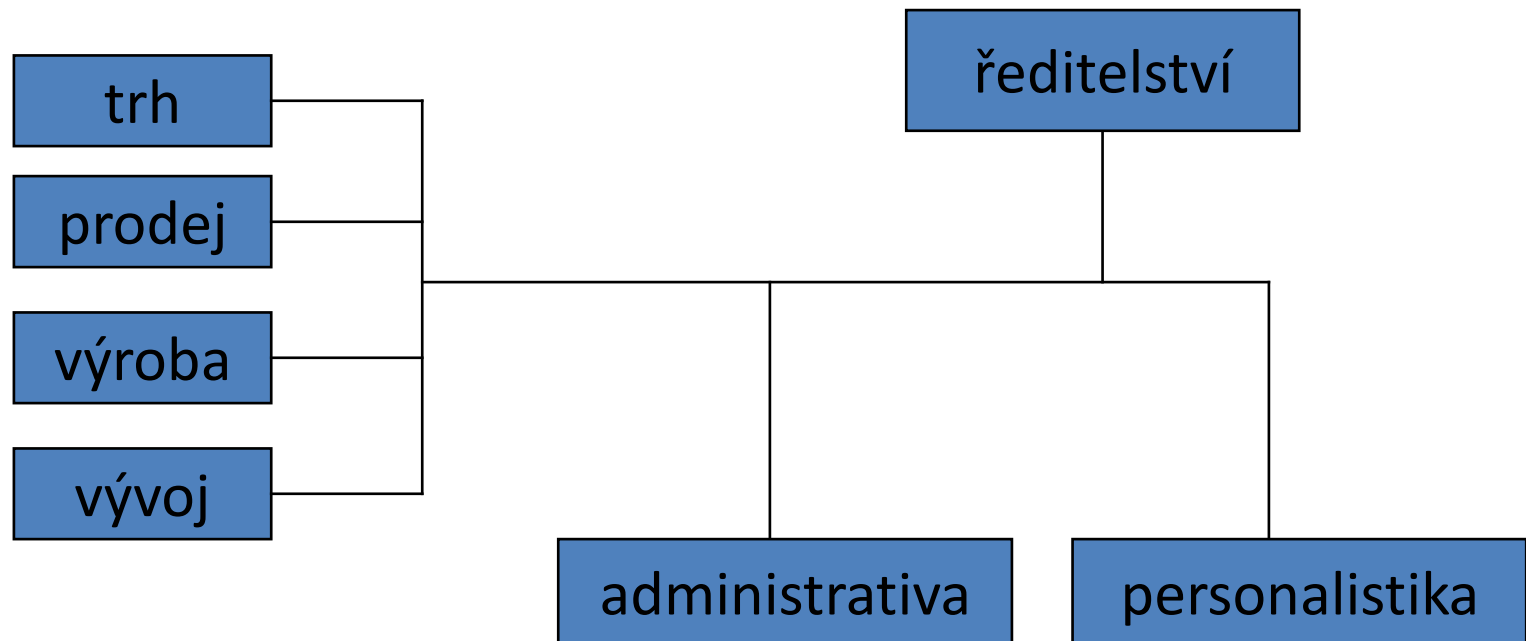 ředitelství
trh
prodej
výroba
vývoj
administrativa
personalistika